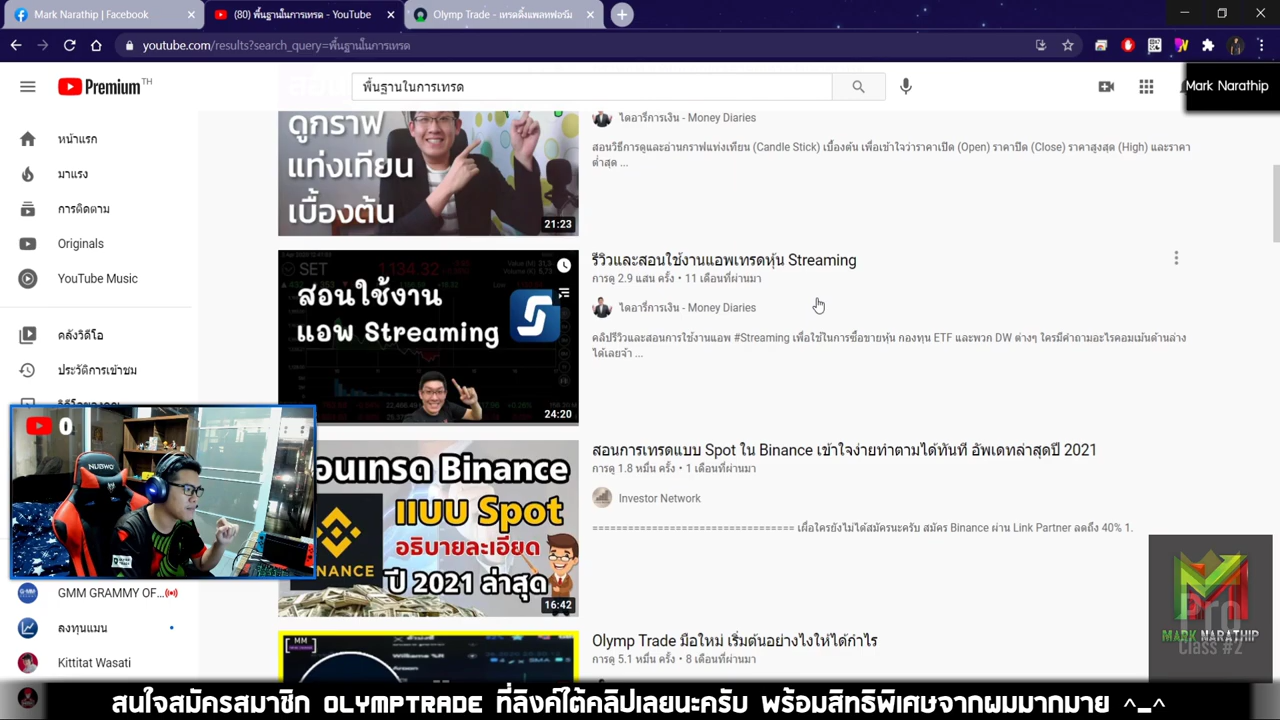 Mark Narathip | Facebook
(80) พื้นฐานในการเทรด - YouTube
Olymp Trade - เทรดดิ้งแพลทฟอร์ม
youtube.com/results?search_query=พื้นฐานในการเทรด
Premium TH
พื้นฐานในการเทรด
Mark Narathip
หน้าแรก
มาแรง
การติดตาม
Originals
YouTube Music
คลังวิดีโอ
ประวัติการเข้าชม
วิดีโอของคุณ
GMM GRAMMY OF...
ลงทุนแมน
Kittitat Wasati
ดูกราฟ
แท่งเทียน
เบื้องต้น
21:23
ไดอารี่การเงิน - Money Diaries
สอนวิธีการดูและอ่านกราฟแท่งเทียน (Candle Stick) เบื้องต้น เพื่อเข้าใจว่าราคาเปิด (Open) ราคาปิด (Close) ราคาสูงสุด (High) และราคา
ต่ำสุด ...
SET
สอนใช้งาน
แอพ Streaming
24:20
รีวิวและสอนใช้งานแอพเทรดหุ้น Streaming
การดู 2.9 แสน ครั้ง • 11 เดือนที่ผ่านมา
ไดอารี่การเงิน - Money Diaries
คลิปรีวิวและสอนการใช้งานแอพ #Streaming เพื่อใช้ในการซื้อขายหุ้น กองทุน ETF และพวก DW ต่างๆ ใครมีคำถามอะไรคอมเม้นด้านล่าง
ได้เลยจ้า ...
0
NUBWO
อนเทรด Binance
แบบ Spot
อธิบายละเอียด
ปี 2021 ล่าสุด
NANCE
16:42
สอนการเทรดแบบ Spot ใน Binance เข้าใจง่ายทำตามได้ทันที อัพเดทล่าสุดปี 2021
การดู 1.8 หมื่น ครั้ง • 1 เดือนที่ผ่านมา
Investor Network
================================= เผื่อใครยังไม่ได้สมัครนะครับ สมัคร Binance ผ่าน Link Partner ลดถึง 40% 1.
MM
Olymp Trade มือใหม่ เริ่มต้นอย่างไงให้ได้กำไร
การดู 5.1 หมื่น ครั้ง • 8 เดือนที่ผ่านมา
Pro
MARK NARATHIP
Class #2
สนใจสมัครสมาชิก OLYMPTRADE ที่ลิงค์ใต้คลิปเลยนะครับ พร้อมสิทธิพิเศษจากผมมากมาย ^_^